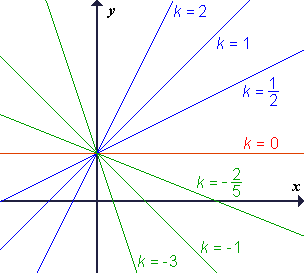 y
k = 2
k = 1
k = 1/2
k = 0
k = - 2/5
x
k = -1
k = -3